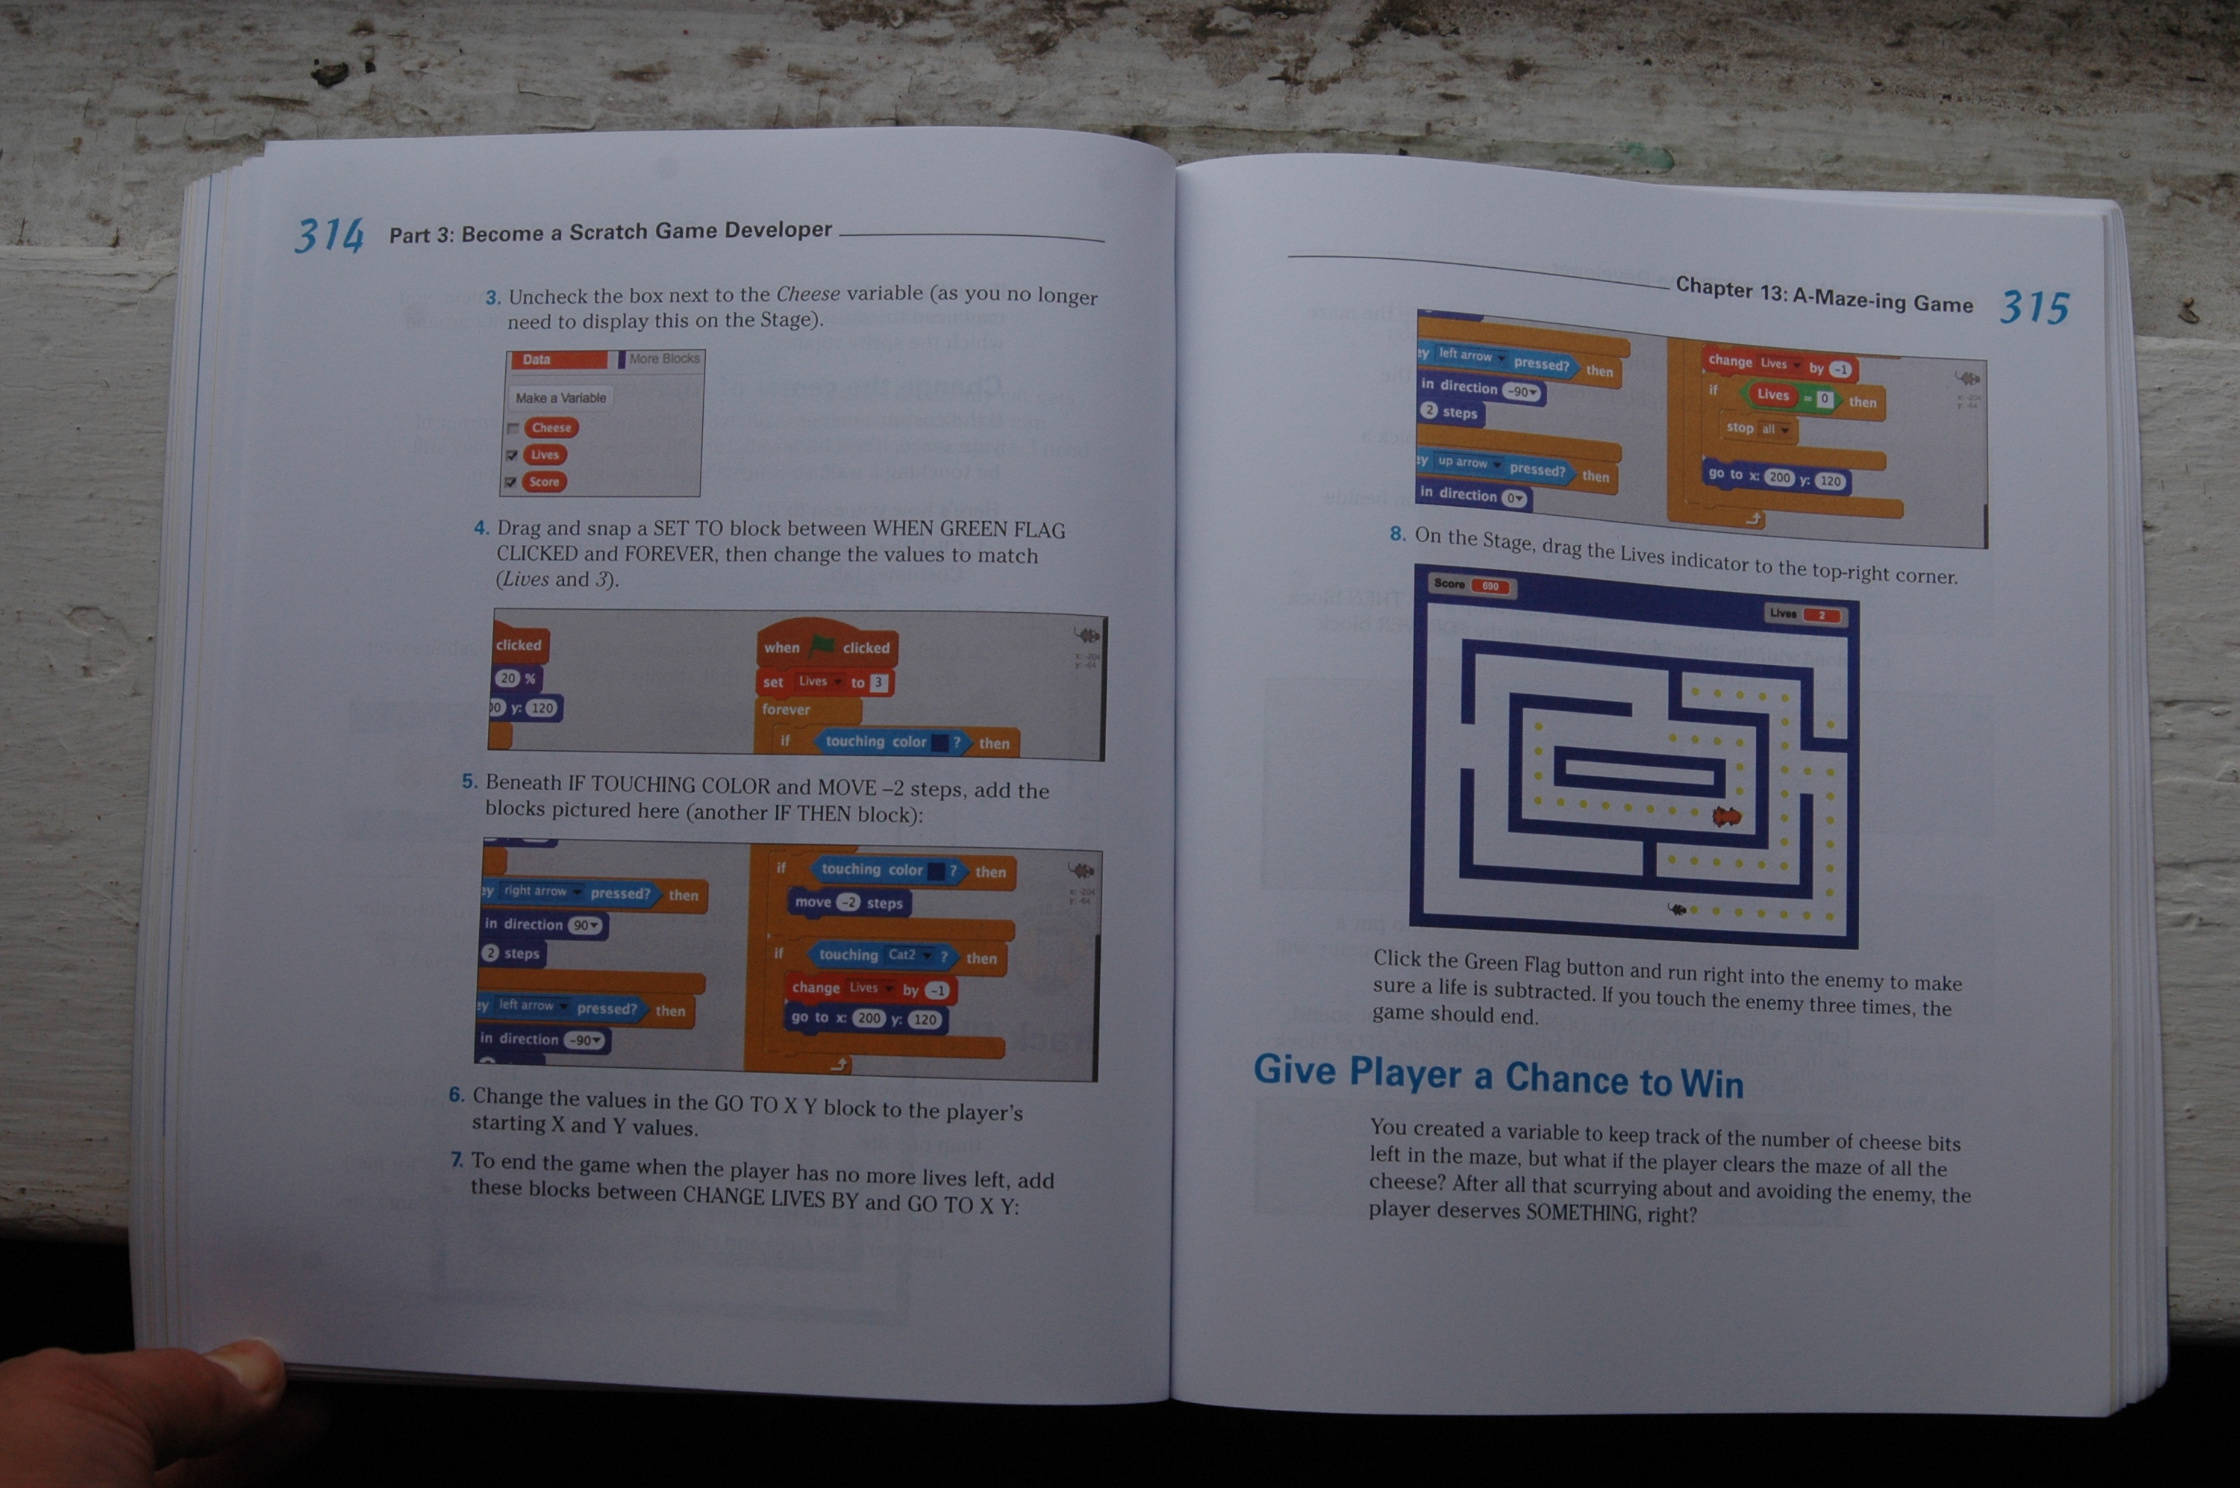 314 Part 3: Become a Scratch Game Developer
3. Uncheck the box next to the Cheese variable (as you no longer
need to display this on the Stage).
Data More Blocks
Make a Variable
Cheese
Lives
Score
4. Drag and snap a SET TO block between WHEN GREEN FLAG
CLICKED and FOREVER, then change the values to match
(Lives and 3).
clicked
20 %
y: 120
when clicked
set Lives to 3
forever
if touching color ? then
5. Beneath IF TOUCHING COLOR and MOVE –2 steps, add the
blocks pictured here (another IF THEN block):
ey right arrow pressed? then
in direction 90
2 steps
ey left arrow pressed? then
in direction -90
if touching color ? then
move -2 steps
if touching Cat2 ? then
change Lives by -1
go to x: 200 y: 120
6. Change the values in the GO TO X Y block to the player's
starting X and Y values.
7. To end the game when the player has no more lives left, add
these blocks between CHANGE LIVES BY and GO TO X Y:
Chapter 13: A-Maze-ing Game 315
ey left arrow pressed? then
in direction -90
2 steps
ey up arrow pressed? then
in direction 0
change Lives by -1
if Lives = 0 then
stop all
go to x: 200 y: 120
8. On the Stage, drag the Lives indicator to the top-right corner.
Score 690
Lives 2
Click the Green Flag button and run right into the enemy to make
sure a life is subtracted. If you touch the enemy three times, the
game should end.
Give Player a Chance to Win
You created a variable to keep track of the number of cheese bits
left in the maze, but what if the player clears the maze of all the
cheese? After all that scurrying about and avoiding the enemy, the
player deserves SOMETHING, right?